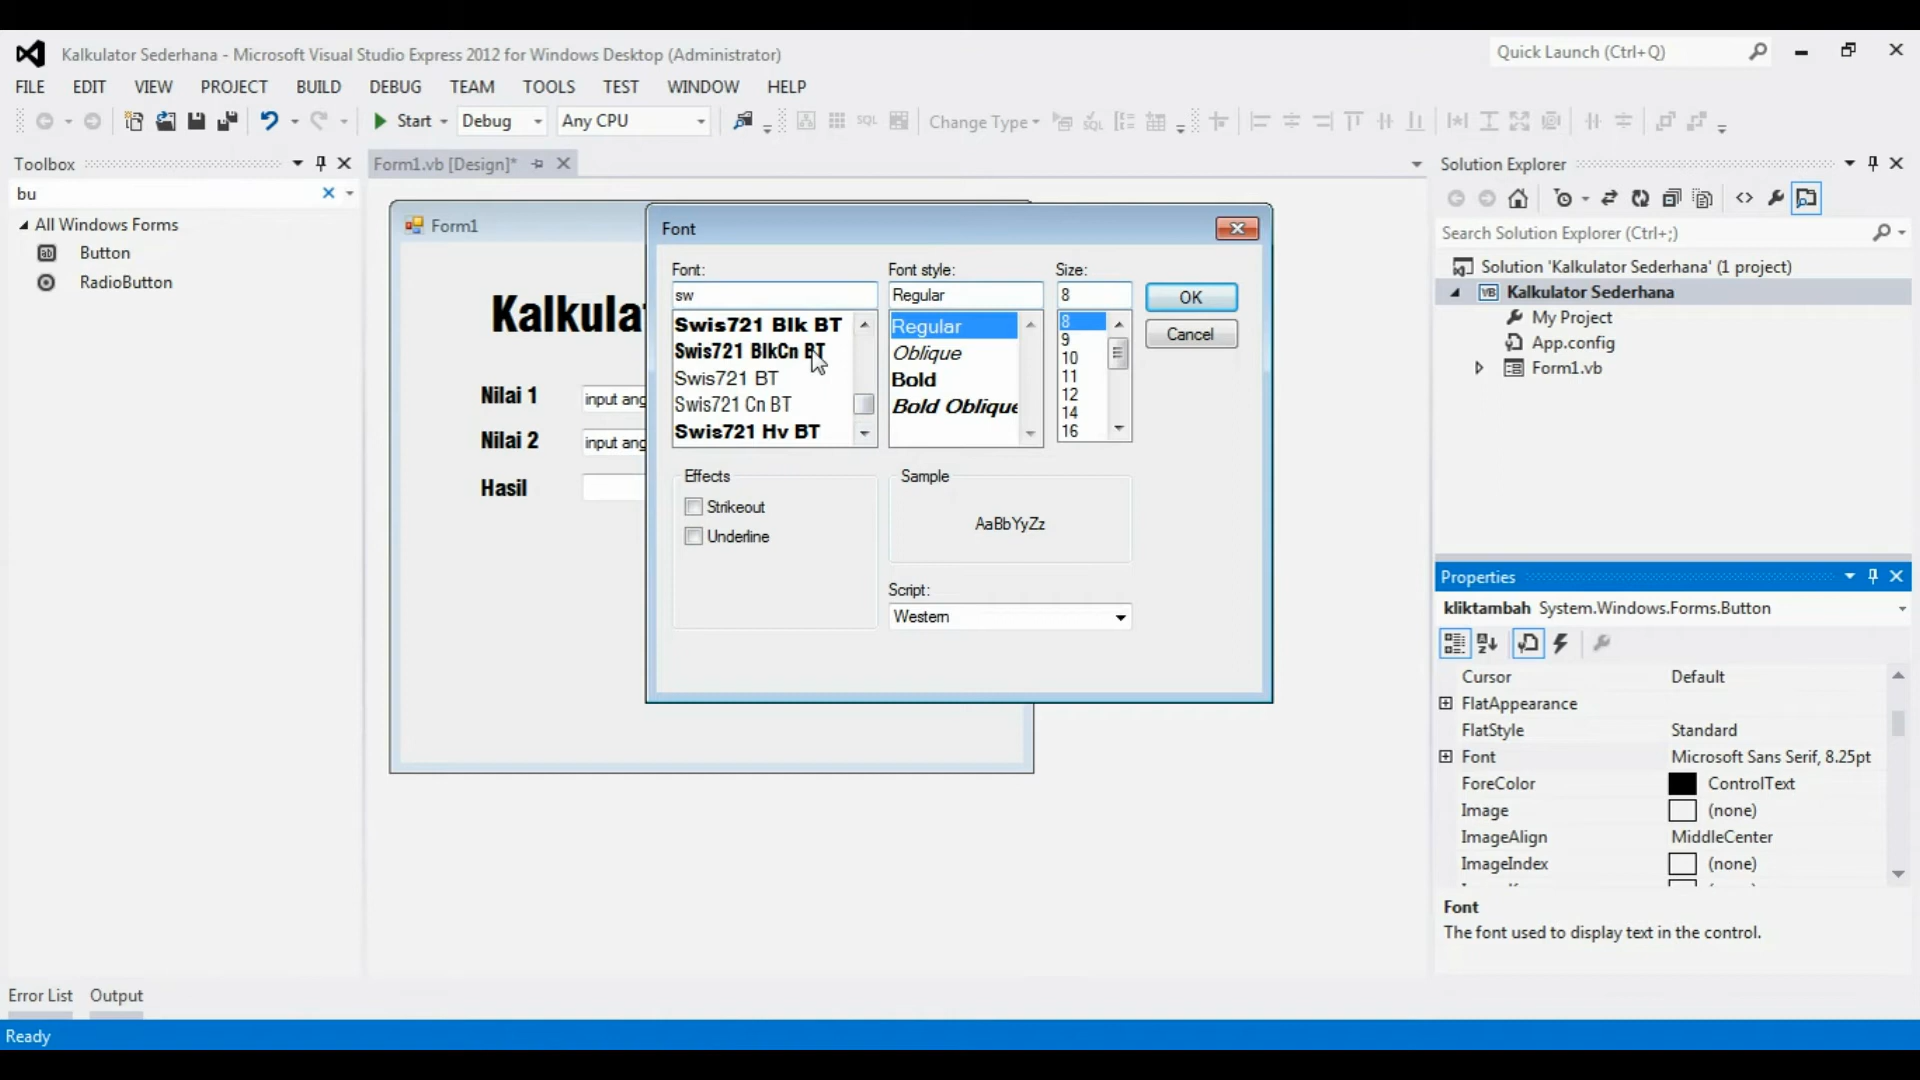 Kalkulator Sederhana - Microsoft Visual Studio Express 2012 for Windows Desktop (Administrator)
Quick Launch (Ctrl+Q)
FILE EDIT VIEW PROJECT BUILD DEBUG TEAM TOOLS TEST WINDOW HELP
Start Debug Any CPU SQL Change Type
Toolbox
bu
All Windows Forms
Button
RadioButton
Form1.vb [Design]*
Form1
Kalkula
Nilai 1 input ang
Nilai 2 input ang
Hasil
Font
Font:
sw
Swis721 Blk BT
Swis721 BlkCn BT
Swis721 BT
Swis721 Cn BT
Swis721 Hv BT
Font style:
Regular
Regular
Oblique
Bold
Bold Oblique
Size:
8
8
9
10
11
12
14
16
OK
Cancel
Effects
Strikeout
Underline
Sample
AaBbYyZz
Script:
Western
Solution Explorer
Search Solution Explorer (Ctrl+;)
Solution 'Kalkulator Sederhana' (1 project)
VB Kalkulator Sederhana
My Project
App.config
Form1.vb
Properties
kliktambah System.Windows.Forms.Button
Cursor Default
FlatAppearance
FlatStyle Standard
Font Microsoft Sans Serif, 8.25pt
ForeColor ControlText
Image (none)
ImageAlign MiddleCenter
ImageIndex (none)
Font
The font used to display text in the control.
Error List Output
Ready